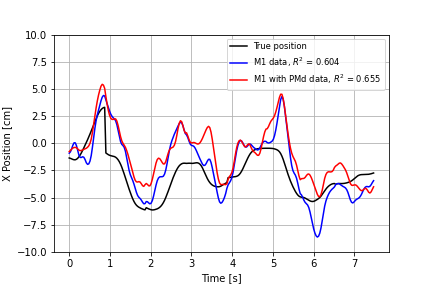 10.0
7.5
5.0
2.5
0.0
−2.5
−5.0
−7.5
−10.0
X Position [cm]
True position
M1 data, R² = 0.604
M1 with PMd data, R² = 0.655
0 1 2 3 4 5 6 7
Time [s]